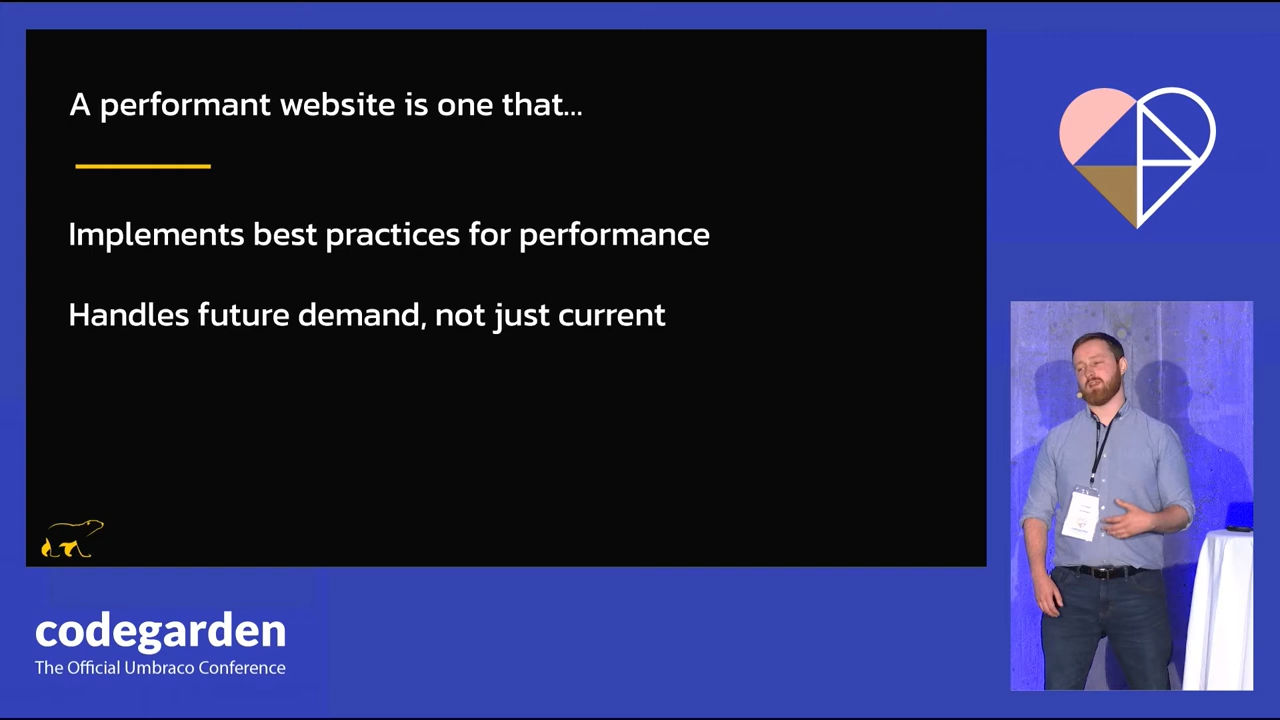 A performant website is one that...
Implements best practices for performance
Handles future demand, not just current
codegarden
The Official Umbraco Conference